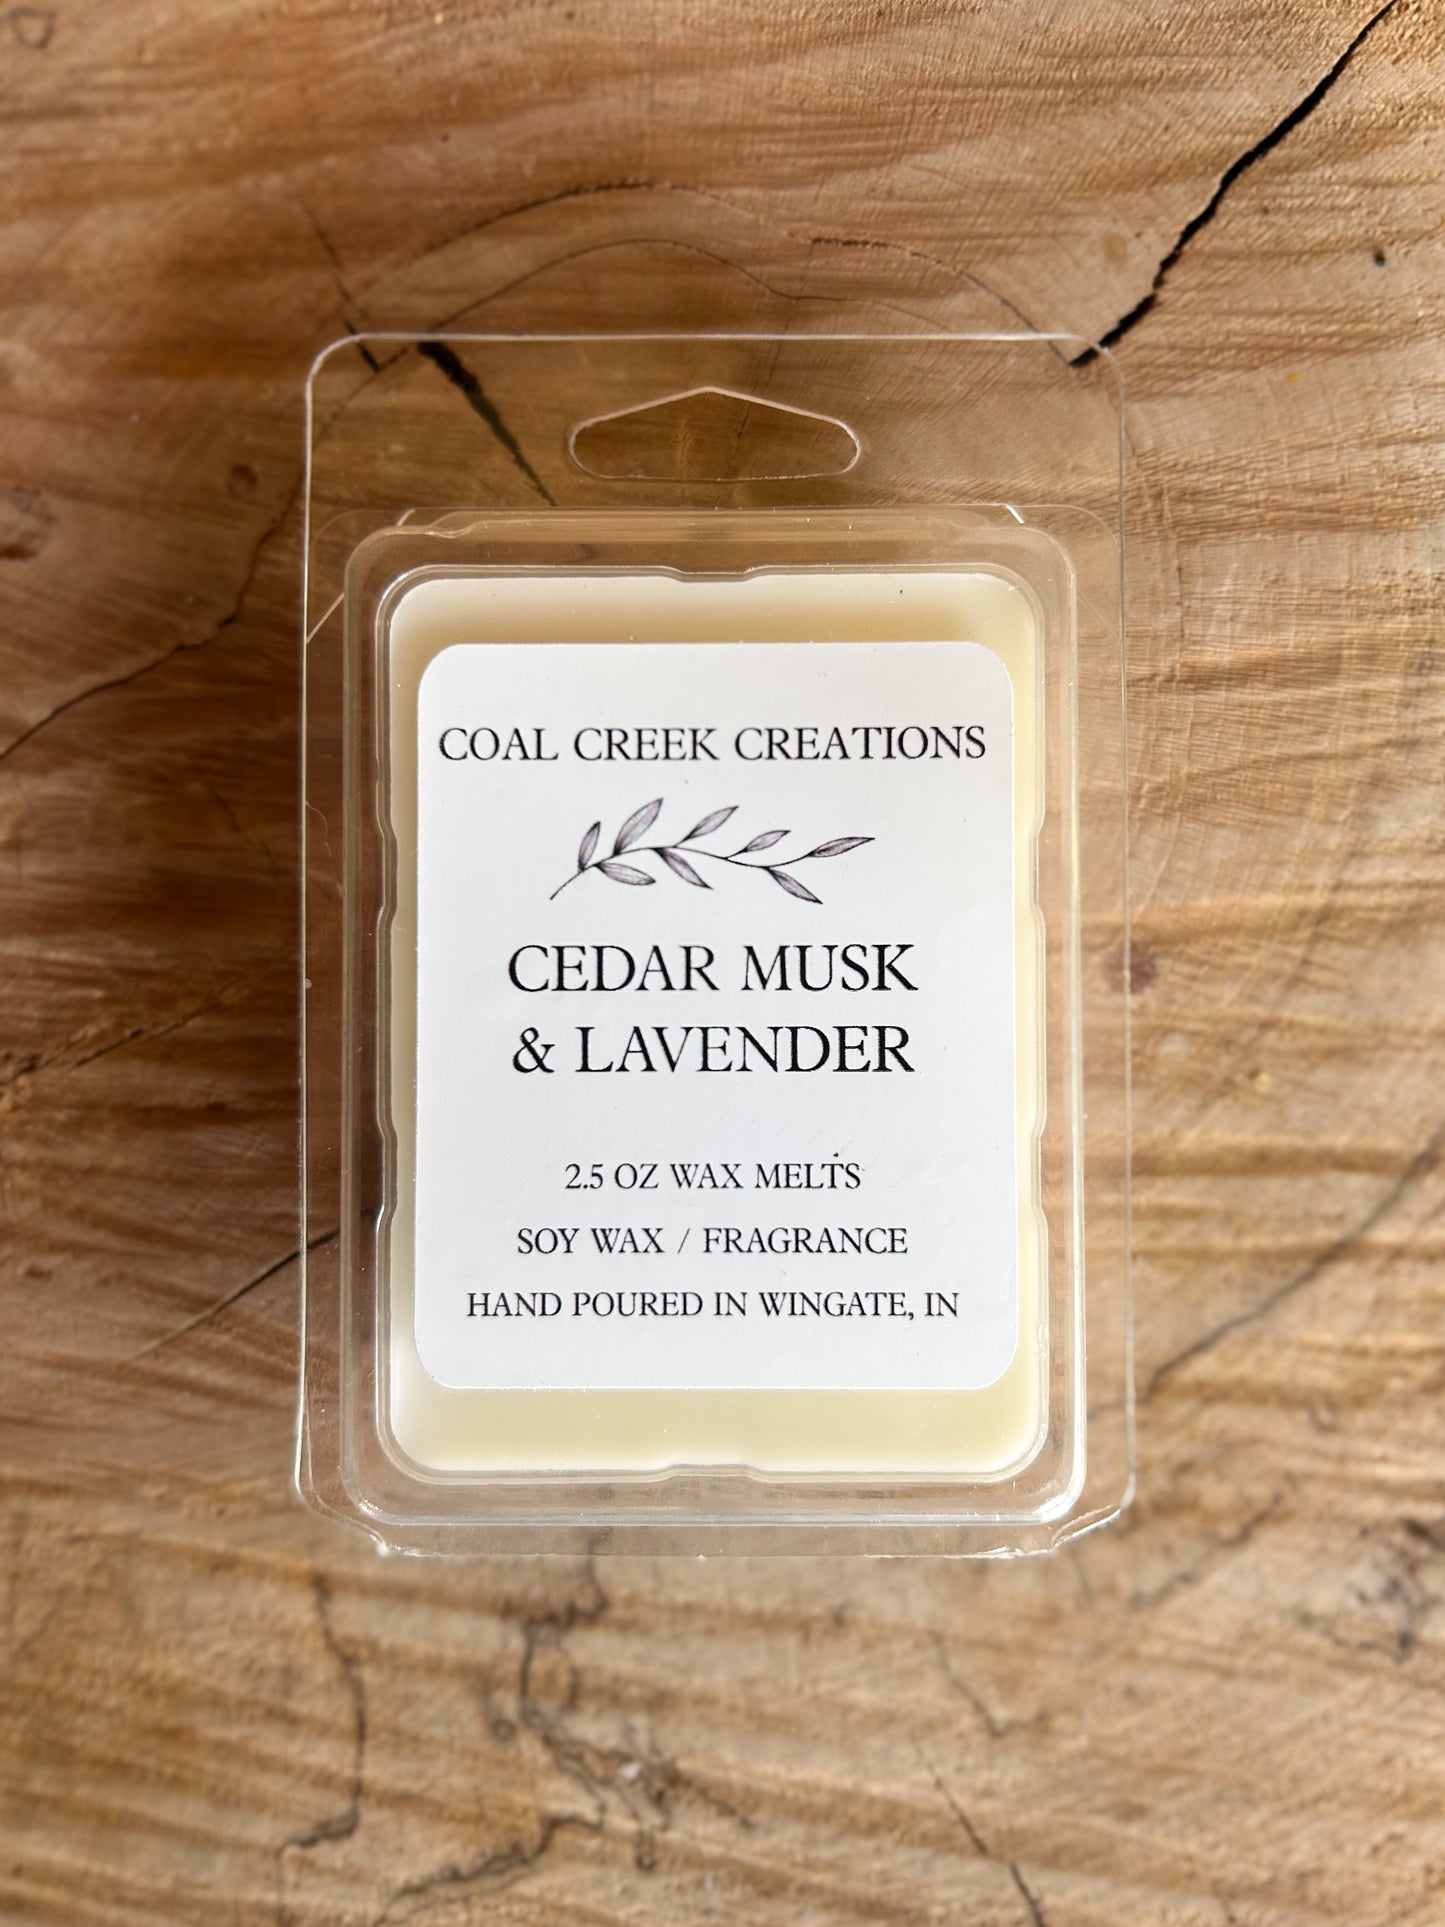 COAL CREEK CREATIONS
CEDAR MUSK
& LAVENDER
2.5 OZ WAX MELTS
SOY WAX / FRAGRANCE
HAND POURED IN WINGATE, IN